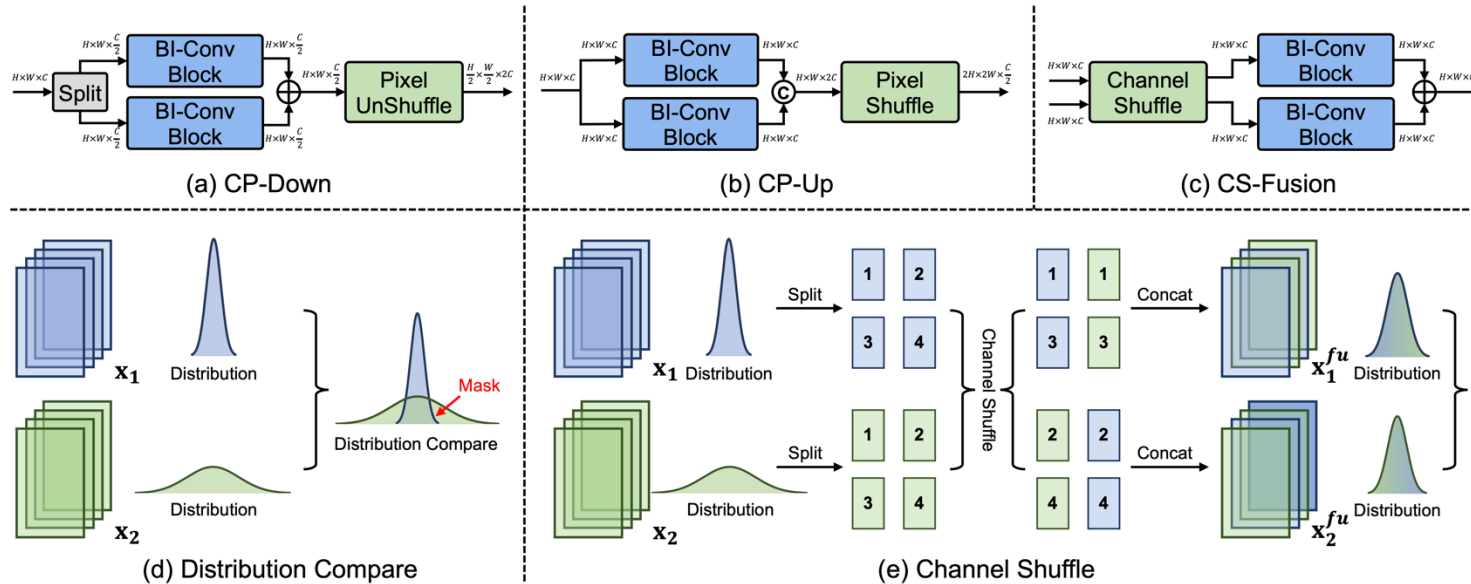 H×W×C
Split
H×W×C/2
H×W×C/2
BI-Conv
Block
BI-Conv
Block
H×W×C/2
H×W×C/2
H×W×C/2
Pixel
UnShuffle
H/2×W/2×2C
(a) CP-Down
H×W×C
H×W×C
H×W×C
BI-Conv
Block
BI-Conv
Block
H×W×C
H×W×C
C
H×W×2C
Pixel
Shuffle
2H×2W×C/2
(b) CP-Up
H×W×C
H×W×C
Channel
Shuffle
H×W×C
H×W×C
BI-Conv
Block
BI-Conv
Block
H×W×C
H×W×C
(c) CS-Fusion
x₁
Distribution
x₂
Distribution
Mask
Distribution Compare
(d) Distribution Compare
x₁
Distribution
Split
1 2
3 4
x₂
Distribution
Split
1 2
3 4
Channel Shuffle
1 1
3 3
Concat
x₁ᶠᵘ
Distribution
2 2
4 4
Concat
x₂ᶠᵘ
Distribution
(e) Channel Shuffle